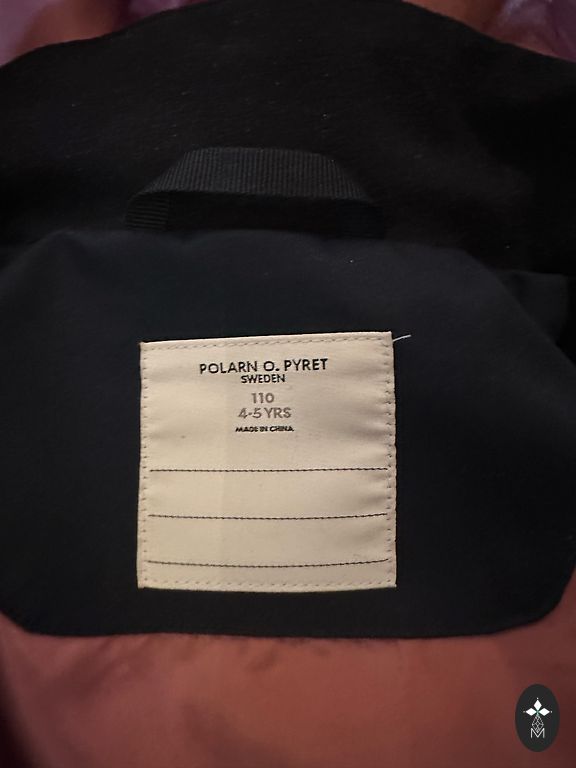 POLARN O. PYRET
SWEDEN
110
4-5 YRS
MADE IN CHINA
M